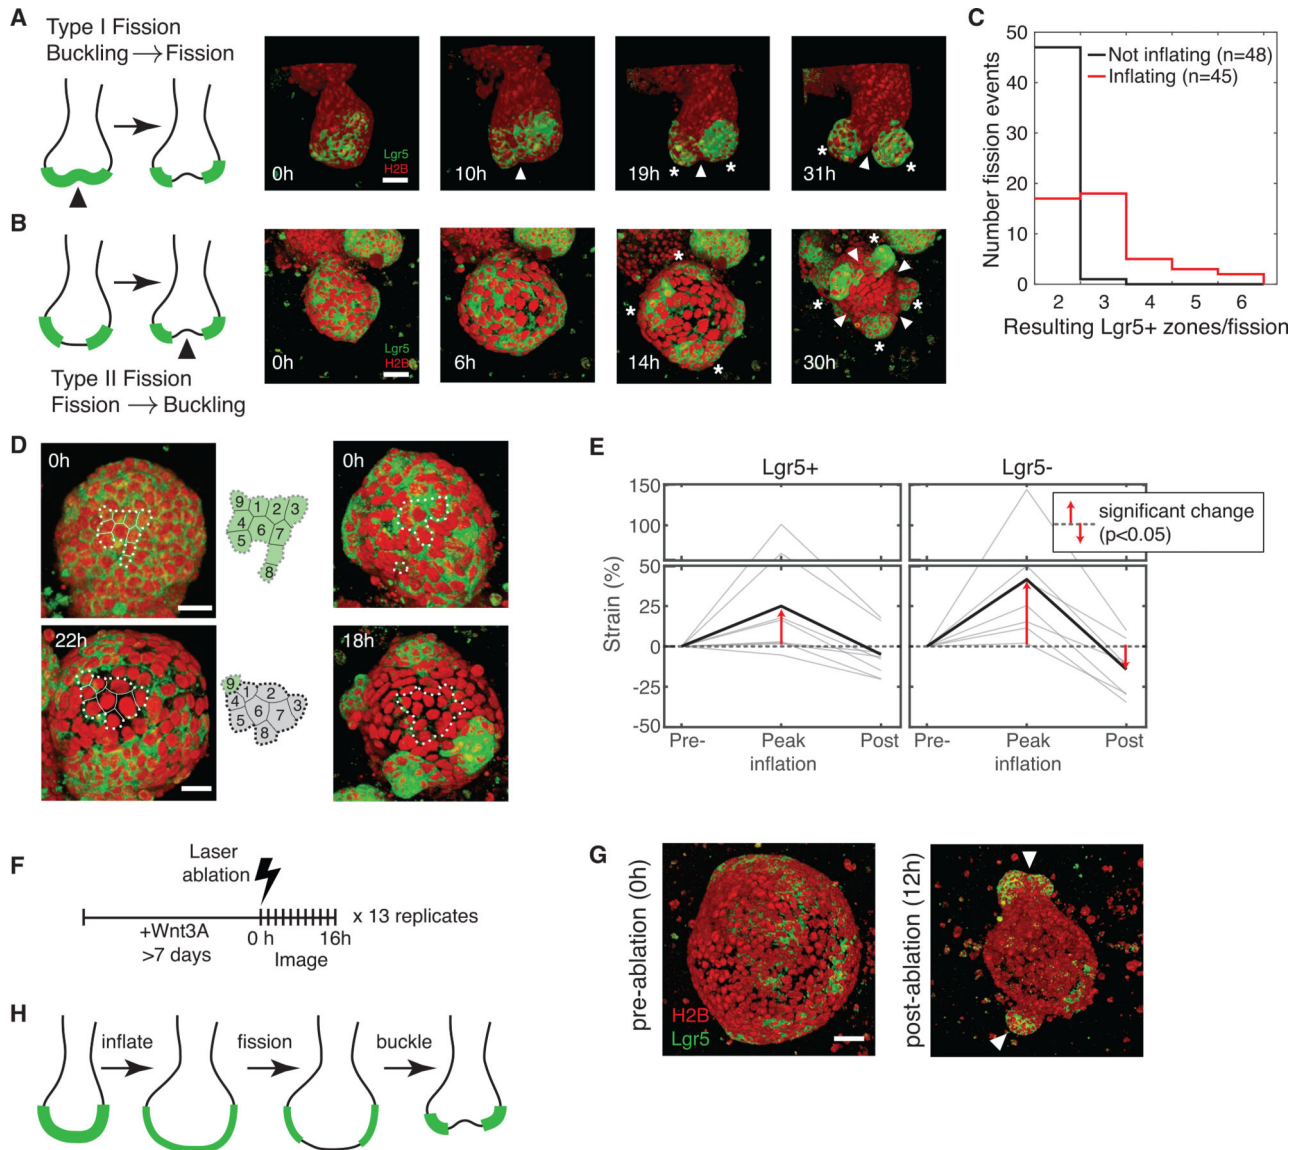 A
Type I Fission
Buckling → Fission
0h
Lgr5
H2B
10h
19h
*
*
31h
*
*
B
Type II Fission
Fission → Buckling
0h
Lgr5
H2B
6h
14h
*
*
*
30h
*
*
*
*
C
50
40
30
20
10
0
Number fission events
Not inflating (n=48)
Inflating (n=45)
2 3 4 5 6
Resulting Lgr5+ zones/fission
D
0h
9 1 2 3
4 6 7
5
8
0h
22h
9
1 2
4 3
6 7
5
8
18h
E
Lgr5+
Lgr5-
150
100
50
25
0
-25
-50
Strain (%)
significant change
(p<0.05)
Pre- Peak Post
inflation
Pre- Peak Post
inflation
F
Laser
ablation
x 13 replicates
+Wnt3A
>7 days
0 h
16h
Image
G
pre-ablation (0h)
H2B
Lgr5
post-ablation (12h)
H
inflate
fission
buckle